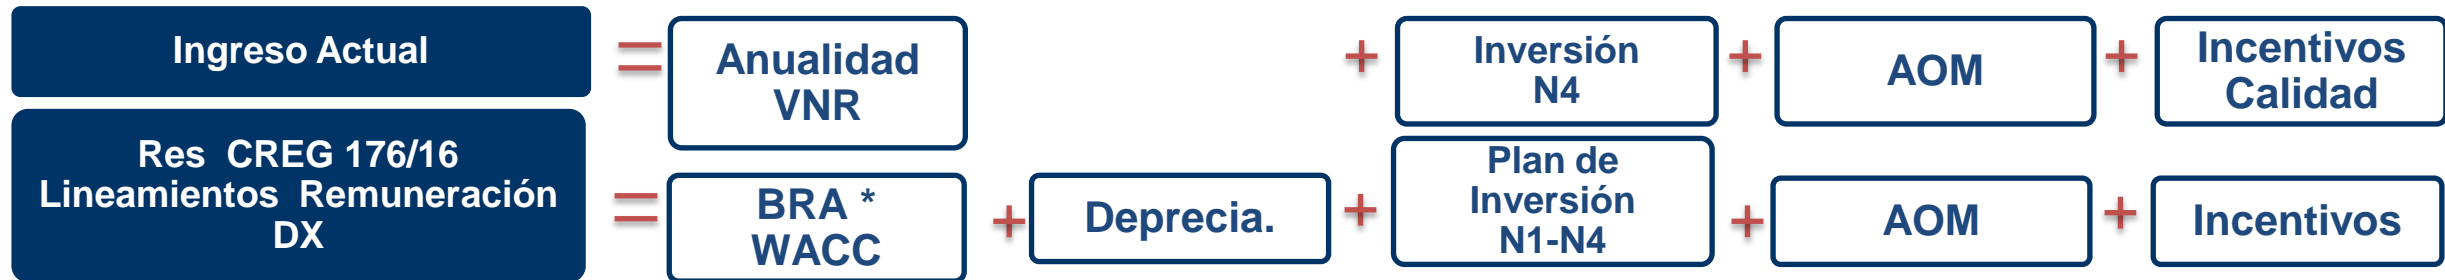 Ingreso Actual
=
Anualidad
VNR
+
Inversión
N4
+
AOM
+
Incentivos
Calidad
Res CREG 176/16
Lineamientos Remuneración
DX
=
BRA *
WACC
+
Deprecia.
+
Plan de
Inversión
N1-N4
+
AOM
+
Incentivos